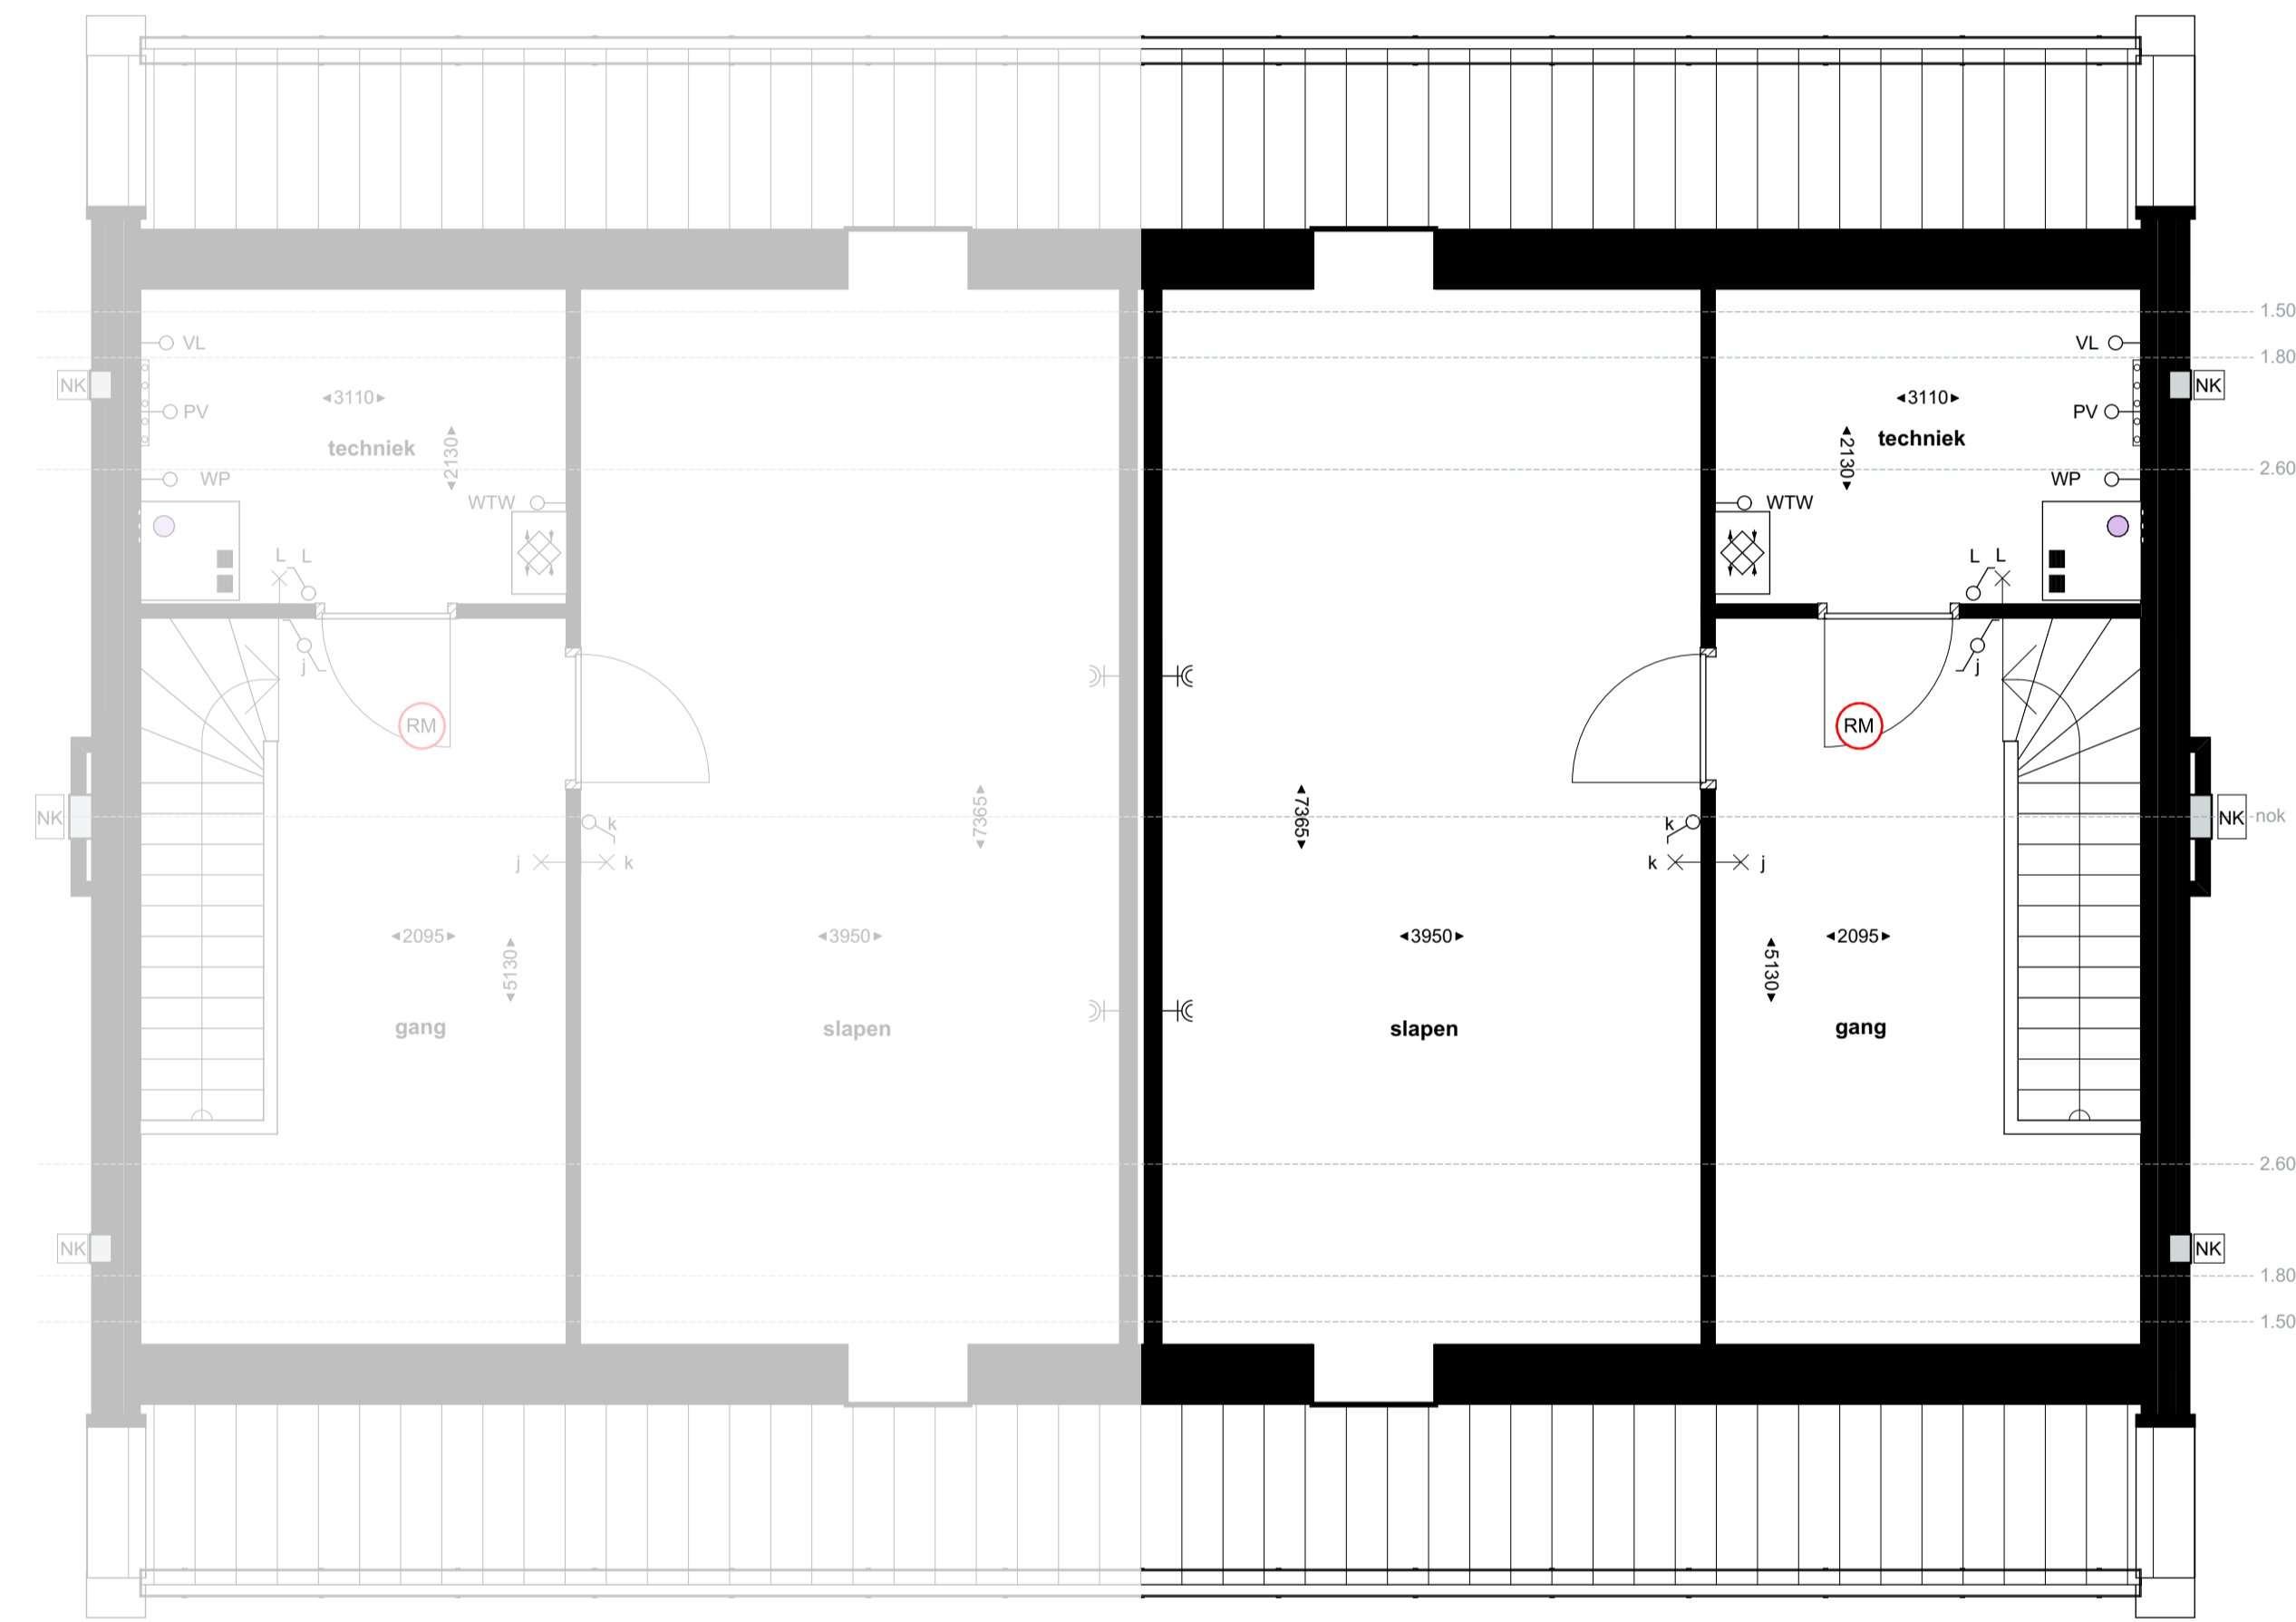 1.50
VL VL
1.80
NK NK
3110 3110
PV PV
techniek techniek
2130 2130
2.60
WP WP
WTW WTW
L L L L
j j
RM RM
7365 7365
NK NK nok
k k
j k k j
2095 3950 3950 2095
5130 5130
gang slapen slapen gang
2.60
NK NK
1.80
1.50